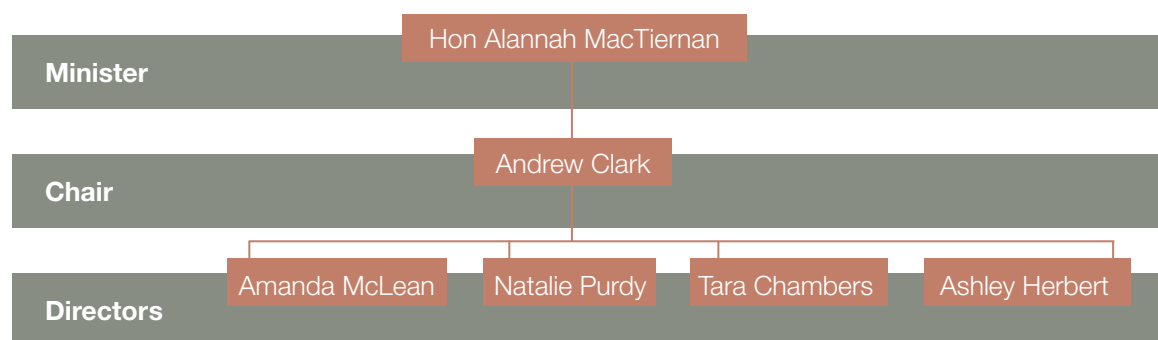 Hon Alannah MacTiernan
Minister
Andrew Clark
Chair
Amanda McLean
Natalie Purdy
Tara Chambers
Ashley Herbert
Directors